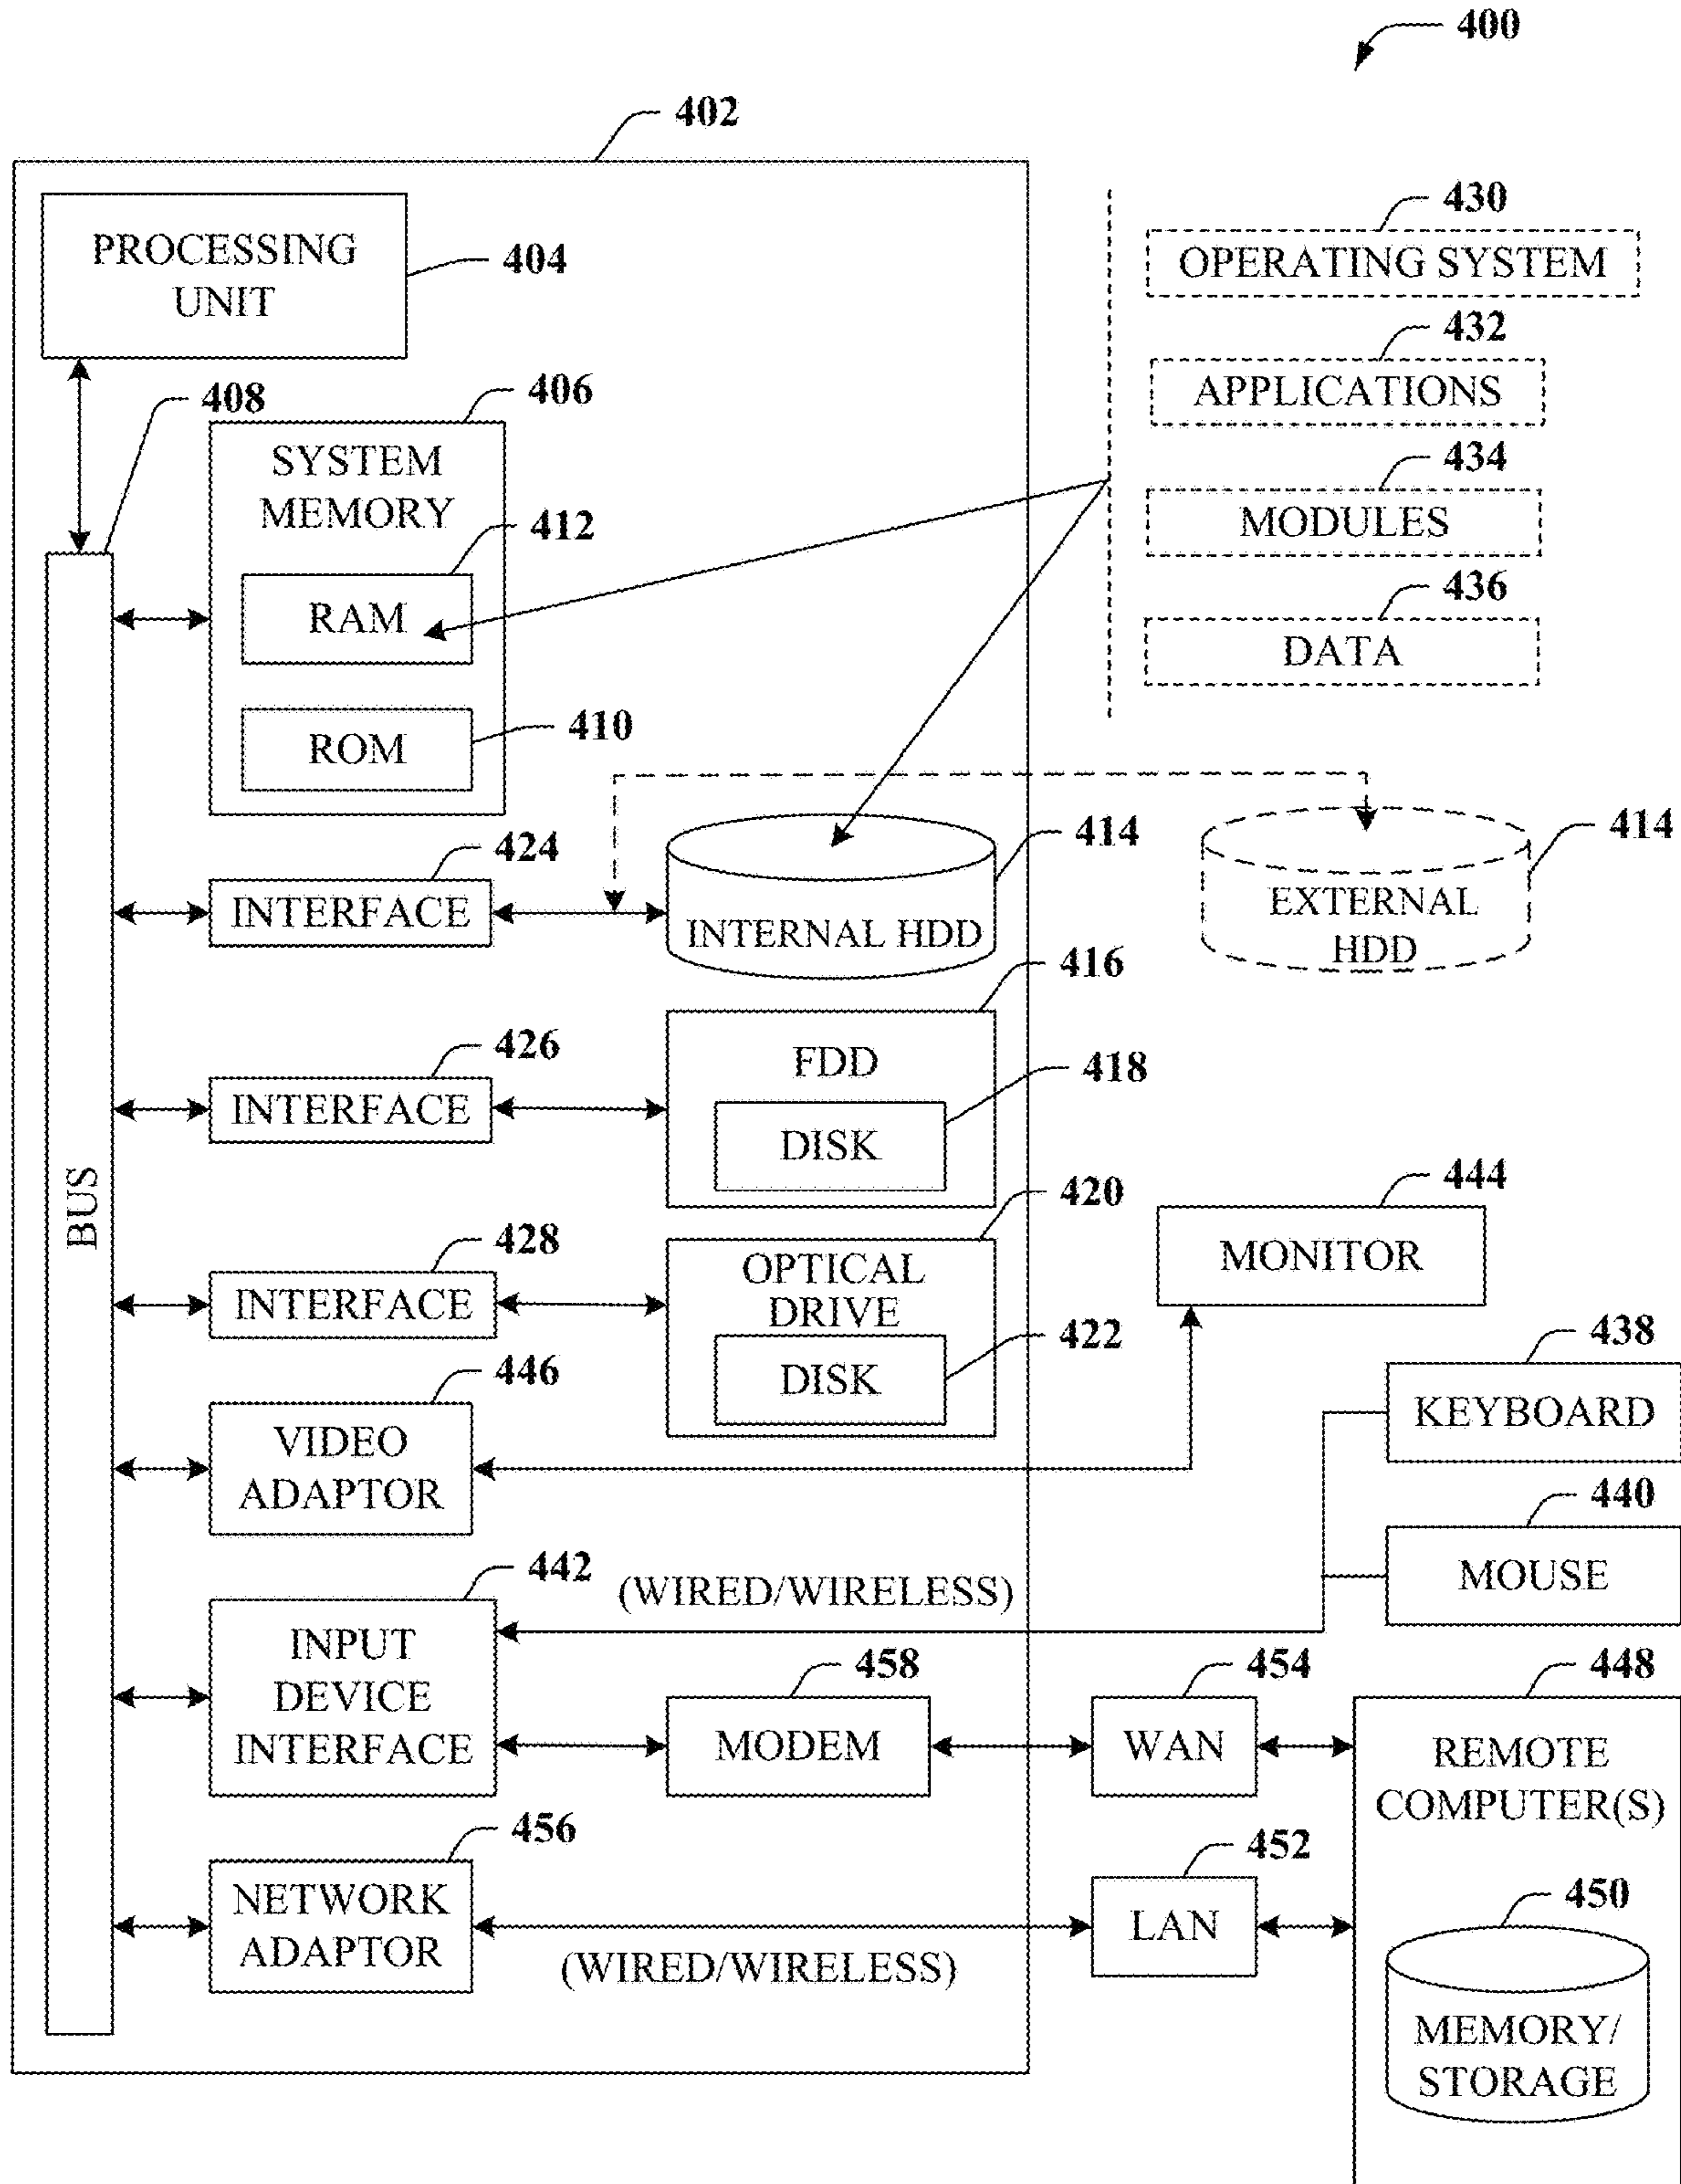 400
402
PROCESSING
UNIT
404
430
OPERATING SYSTEM
432
APPLICATIONS
434
MODULES
436
DATA
408
406
SYSTEM
MEMORY
412
RAM
410
ROM
424
INTERFACE
414
INTERNAL HDD
414
EXTERNAL
HDD
416
426
INTERFACE
FDD
418
DISK
BUS
420
428
INTERFACE
OPTICAL
DRIVE
422
DISK
444
MONITOR
438
KEYBOARD
446
VIDEO
ADAPTOR
440
MOUSE
442
(WIRED/WIRELESS)
INPUT
DEVICE
INTERFACE
458
MODEM
454
WAN
448
REMOTE
COMPUTER(S)
456
NETWORK
ADAPTOR
(WIRED/WIRELESS)
452
LAN
450
MEMORY/
STORAGE